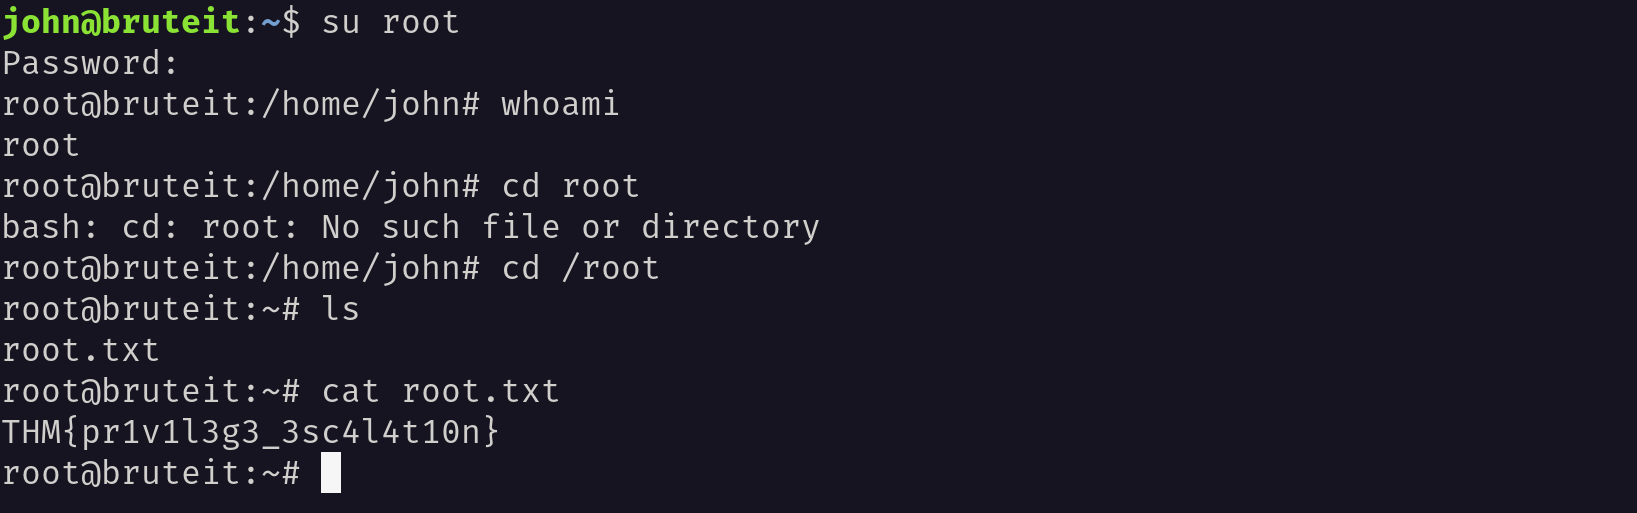 john@bruteit:~$ su root
Password:
root@bruteit:/home/john# whoami
root
root@bruteit:/home/john# cd root
bash: cd: root: No such file or directory
root@bruteit:/home/john# cd /root
root@bruteit:~# ls
root.txt
root@bruteit:~# cat root.txt
THM{pr1v1l3g3_3sc4l4t10n}
root@bruteit:~#